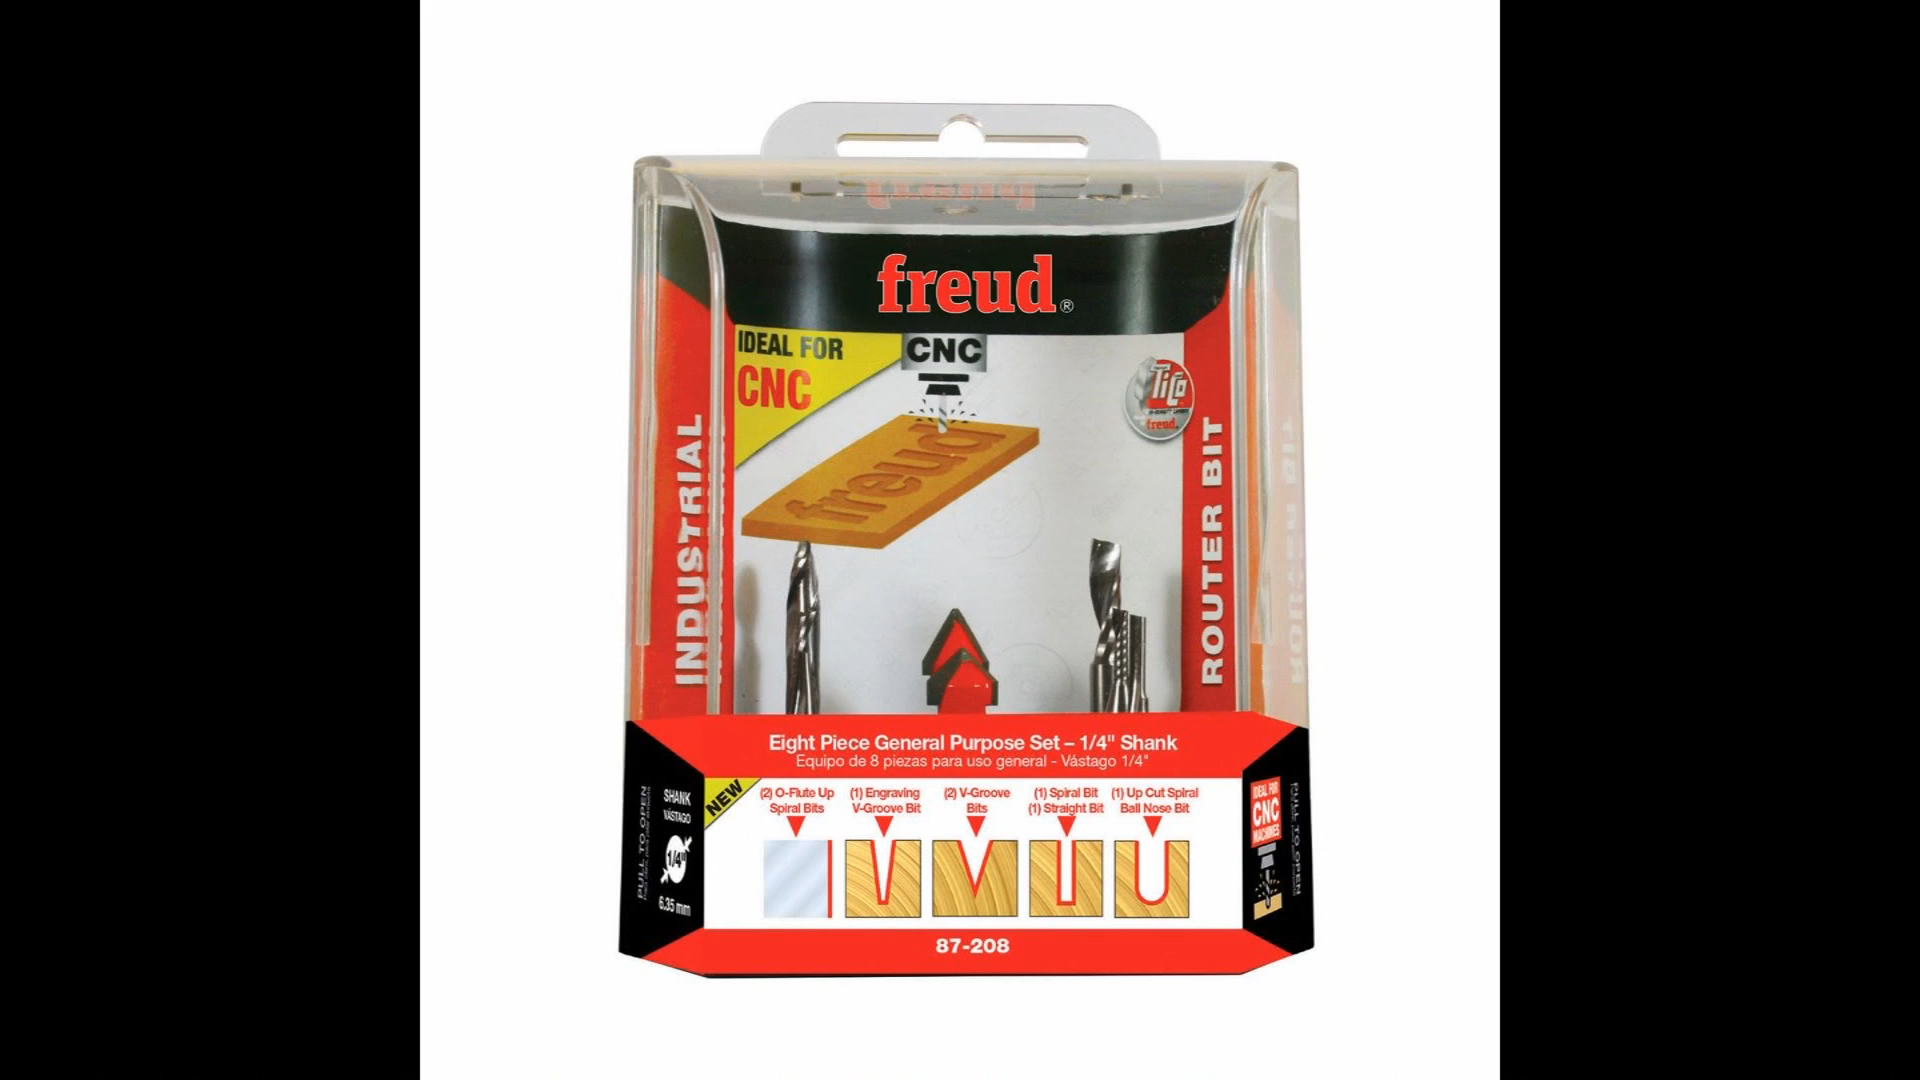 freud®
IDEAL FOR
CNC
CNC
freud
TiCo
freud.
INDUSTRIAL
ROUTER BIT
Eight Piece General Purpose Set – 1/4" Shank
Equipo de 8 piezas para uso general - Vástago 1/4"
NEW
(2) O-Flute Up
Spiral Bits
(1) Engraving
V-Groove Bit
(2) V-Groove
Bits
(1) Spiral Bit
(1) Straight Bit
(1) Up Cut Spiral
Ball Nose Bit
PULL TO OPEN
SHANK
VÁSTAGO
1/4"
6.35 mm
IDEAL FOR
CNC
MACHINES
PULL TO OPEN
87-208